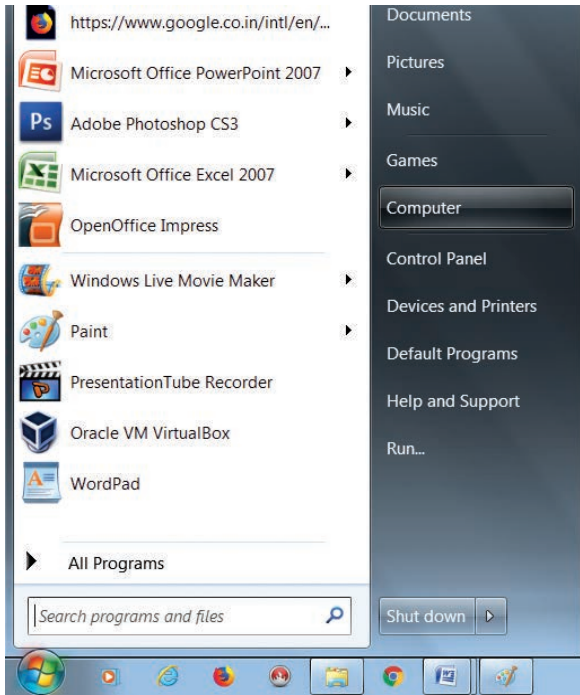 https://www.google.co.in/intl/en/...
Microsoft Office PowerPoint 2007
Ps
Adobe Photoshop CS3
Microsoft Office Excel 2007
OpenOffice Impress
Windows Live Movie Maker
Paint
PresentationTube Recorder
Oracle VM VirtualBox
WordPad
All Programs
Search programs and files
Documents
Pictures
Music
Games
Computer
Control Panel
Devices and Printers
Default Programs
Help and Support
Run...
Shut down